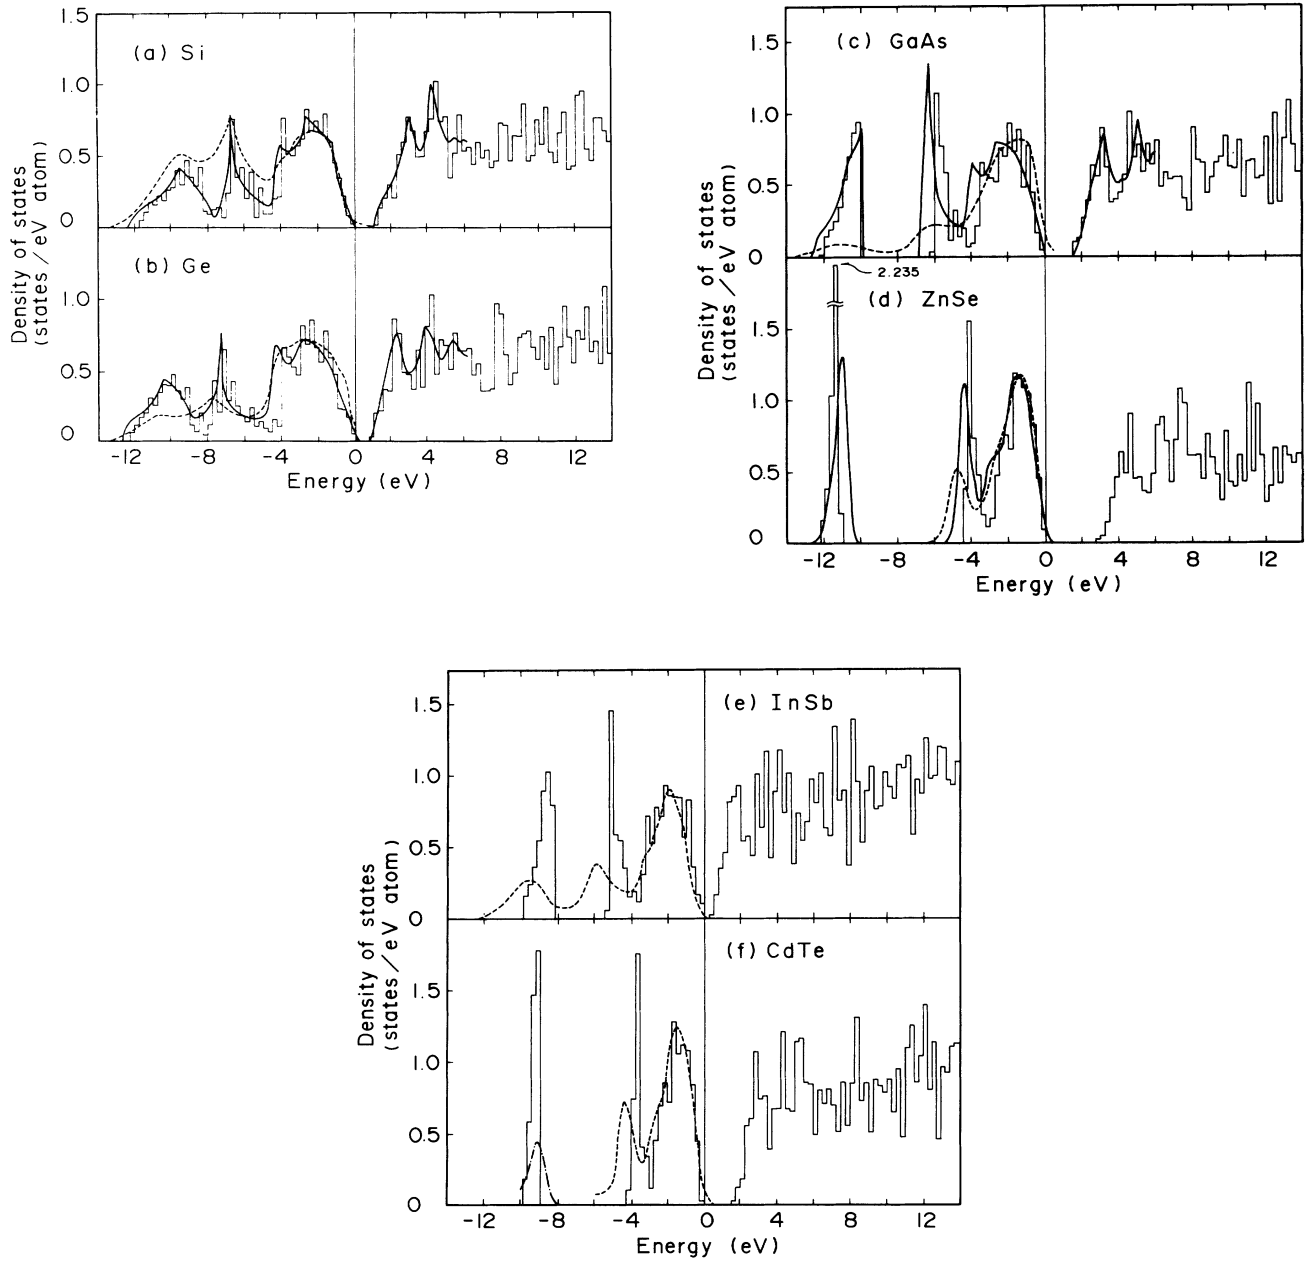 Density of states
(states/eV atom)
1.5
(a) Si
1.0
0.5
0
(b) Ge
1.0
0.5
0
-12 -8 -4 0 4 8 12
Energy (eV)
Density of states
(states/eV atom)
1.5
(c) GaAs
1.0
0.5
0
2.235
(d) ZnSe
1.5
1.0
0.5
0
-12 -8 -4 0 4 8 12
Energy (eV)
Density of states
(states/eV atom)
1.5
(e) InSb
1.0
0.5
0
(f) CdTe
1.5
1.0
0.5
0
-12 -8 -4 0 4 8 12
Energy (eV)